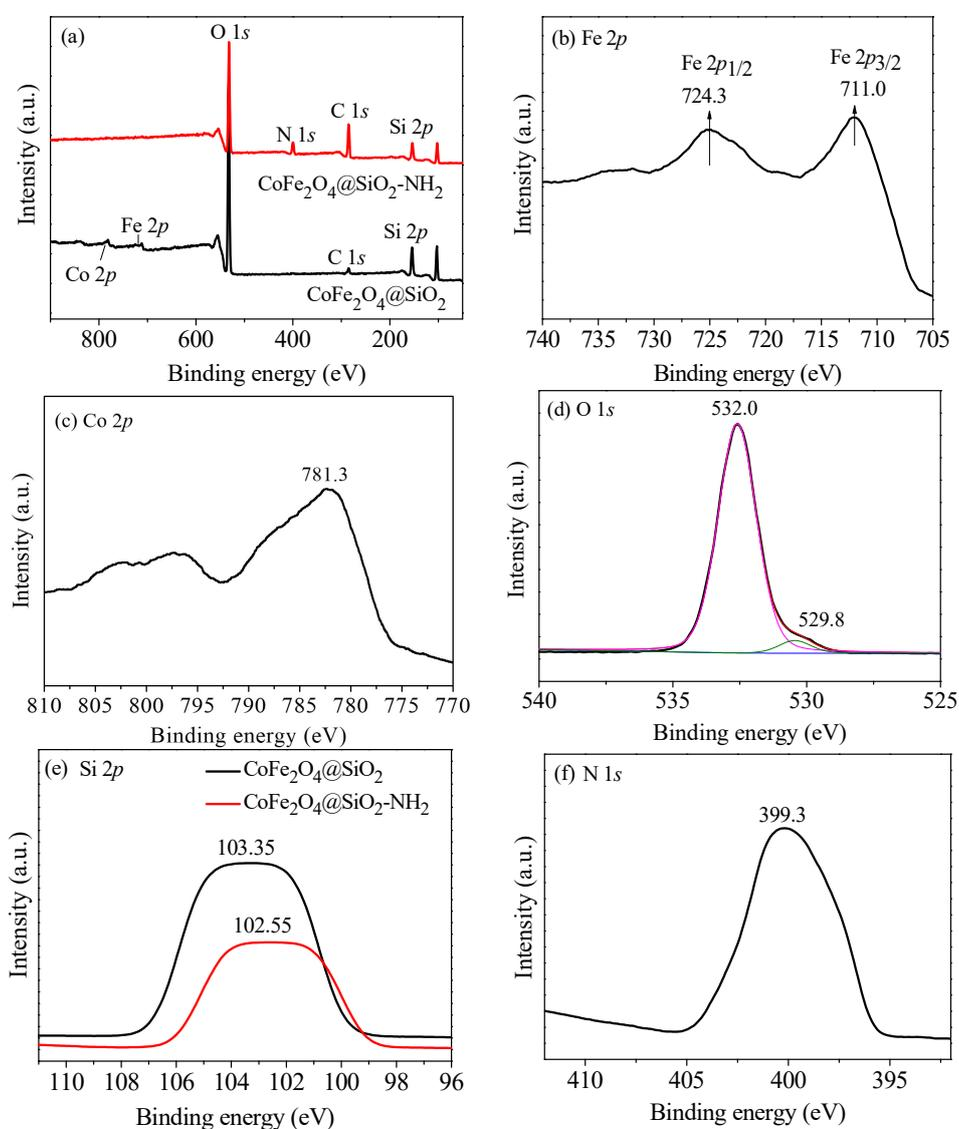 (a)
O 1s
N 1s
C 1s
Si 2p
CoFe2O4@SiO2-NH2
Fe 2p
Co 2p
C 1s
Si 2p
CoFe2O4@SiO2
Intensity (a.u.)
800 600 400 200
Binding energy (eV)
(b) Fe 2p
Fe 2p1/2
724.3
Fe 2p3/2
711.0
Intensity (a.u.)
740 735 730 725 720 715 710 705
Binding energy (eV)
(c) Co 2p
781.3
Intensity (a.u.)
810 805 800 795 790 785 780 775 770
Binding energy (eV)
(d) O 1s
532.0
529.8
Intensity (a.u.)
540 535 530 525
Binding energy (eV)
(e) Si 2p
CoFe2O4@SiO2
CoFe2O4@SiO2-NH2
103.35
102.55
Intensity (a.u.)
110 108 106 104 102 100 98 96
Binding energy (eV)
(f) N 1s
399.3
Intensity (a.u.)
410 405 400 395
Binding energy (eV)